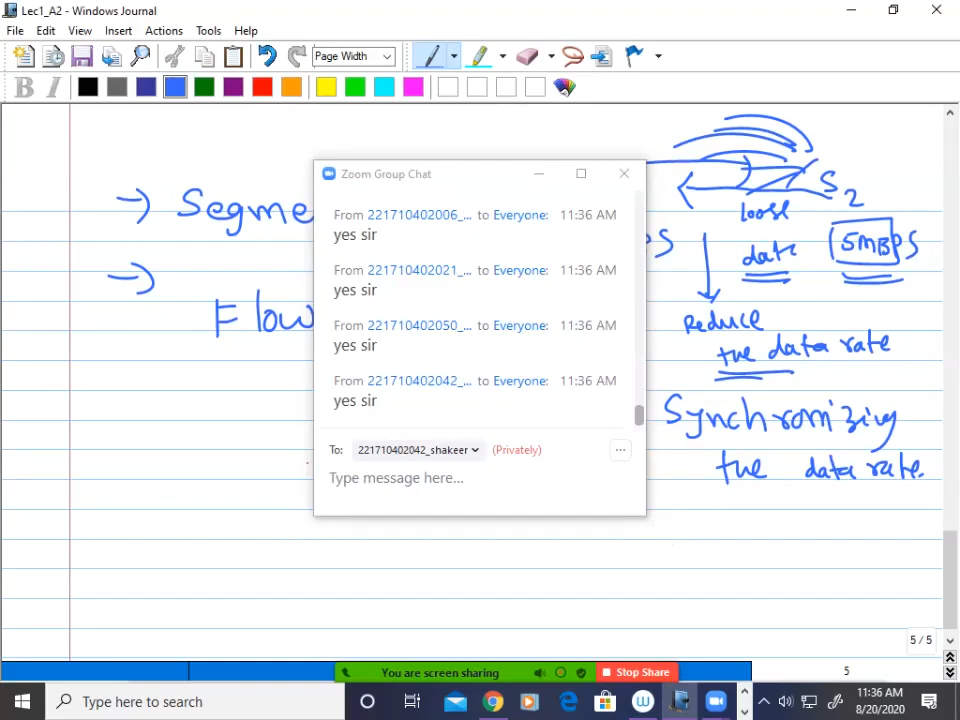 Lec1_A2 - Windows Journal
File Edit View Insert Actions Tools Help
Page Width
B I
Zoom Group Chat
From 221710402006_... to Everyone: 11:36 AM
yes sir
From 221710402021_... to Everyone: 11:36 AM
yes sir
From 221710402050_... to Everyone: 11:36 AM
yes sir
From 221710402042_... to Everyone: 11:36 AM
yes sir
To: 221710402042_shakeer (Privately)
Type message here...
-> Segme
->
Flow
S2
loose
date
5MBPS
PS
Reduce
the data rate
Synchronizing
the data rate.
5 / 5
You are screen sharing Stop Share
5
Type here to search
11:36 AM
8/20/2020